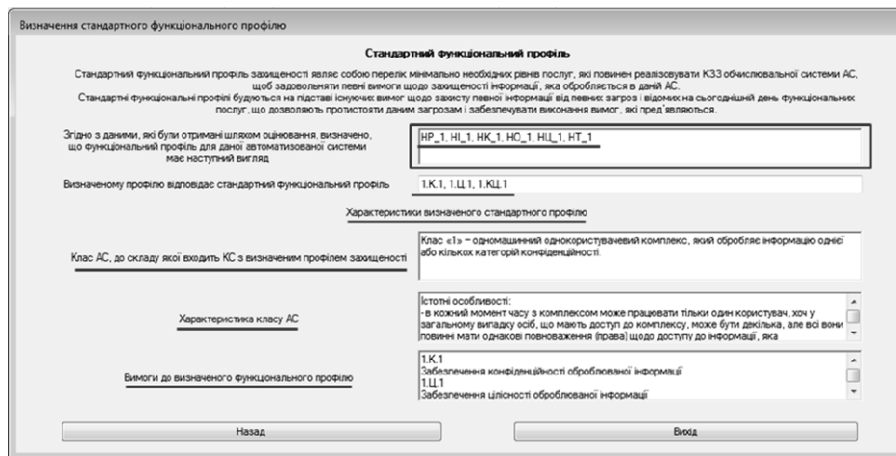 Визначення стандартного функціонального профілю
Стандартний функціональний профіль
Стандартний функціональний профіль захищеності являє собою перелік мінімально необхідних рівнів послуг, які повинен реалізовувати КЗЗ обчислювальної системи АС,
щоб задовольняти певні вимоги щодо захищеності інформації, яка обробляється в даній АС.
Стандартні функціональні профілі будуються на підставі існуючих вимог щодо захисту певної інформації від певних загроз і відомих на сьогоднішній день функціональних
послуг, що дозволяють протистояти даним загрозам і забезпечувати виконання вимог, які пред`являються.
Згідно з даними, які були отримані шляхом оцінювання, визначено,
що функціональний профіль для даної автоматизованої системи
має наступний вигляд
НР_1, НІ_1, НК_1, НО_1, НЦ_1, НТ_1
Визначеному профілю відповідає стандартний функціональний профіль
1.К.1, 1.Ц.1, 1.КЦ.1
Характеристики визначеного стандартного профілю
Клас АС, до складу якої входить КС з визначеним профілем захищеності
Клас «1» – одномашинний однокористувачевий комплекс, який обробляє інформацію однієї
або кількох категорій конфіденційності.
Характеристика класу АС
Істотні особливості:
-в кожний момент часу з комплексом може працювати тільки один користувач, хоч у
загальному випадку осіб, що мають доступ до комплексу, може бути декілька, але всі вони
повинні мати однакові повноваження (права) щодо доступу до інформації, яка
Вимоги до визначеного функціонального профілю
1.К.1
Забезпечення конфіденційності оброблюваної інформації
1.Ц.1
Забезпечення цілісності оброблюваної інформації
Назад
Вихід